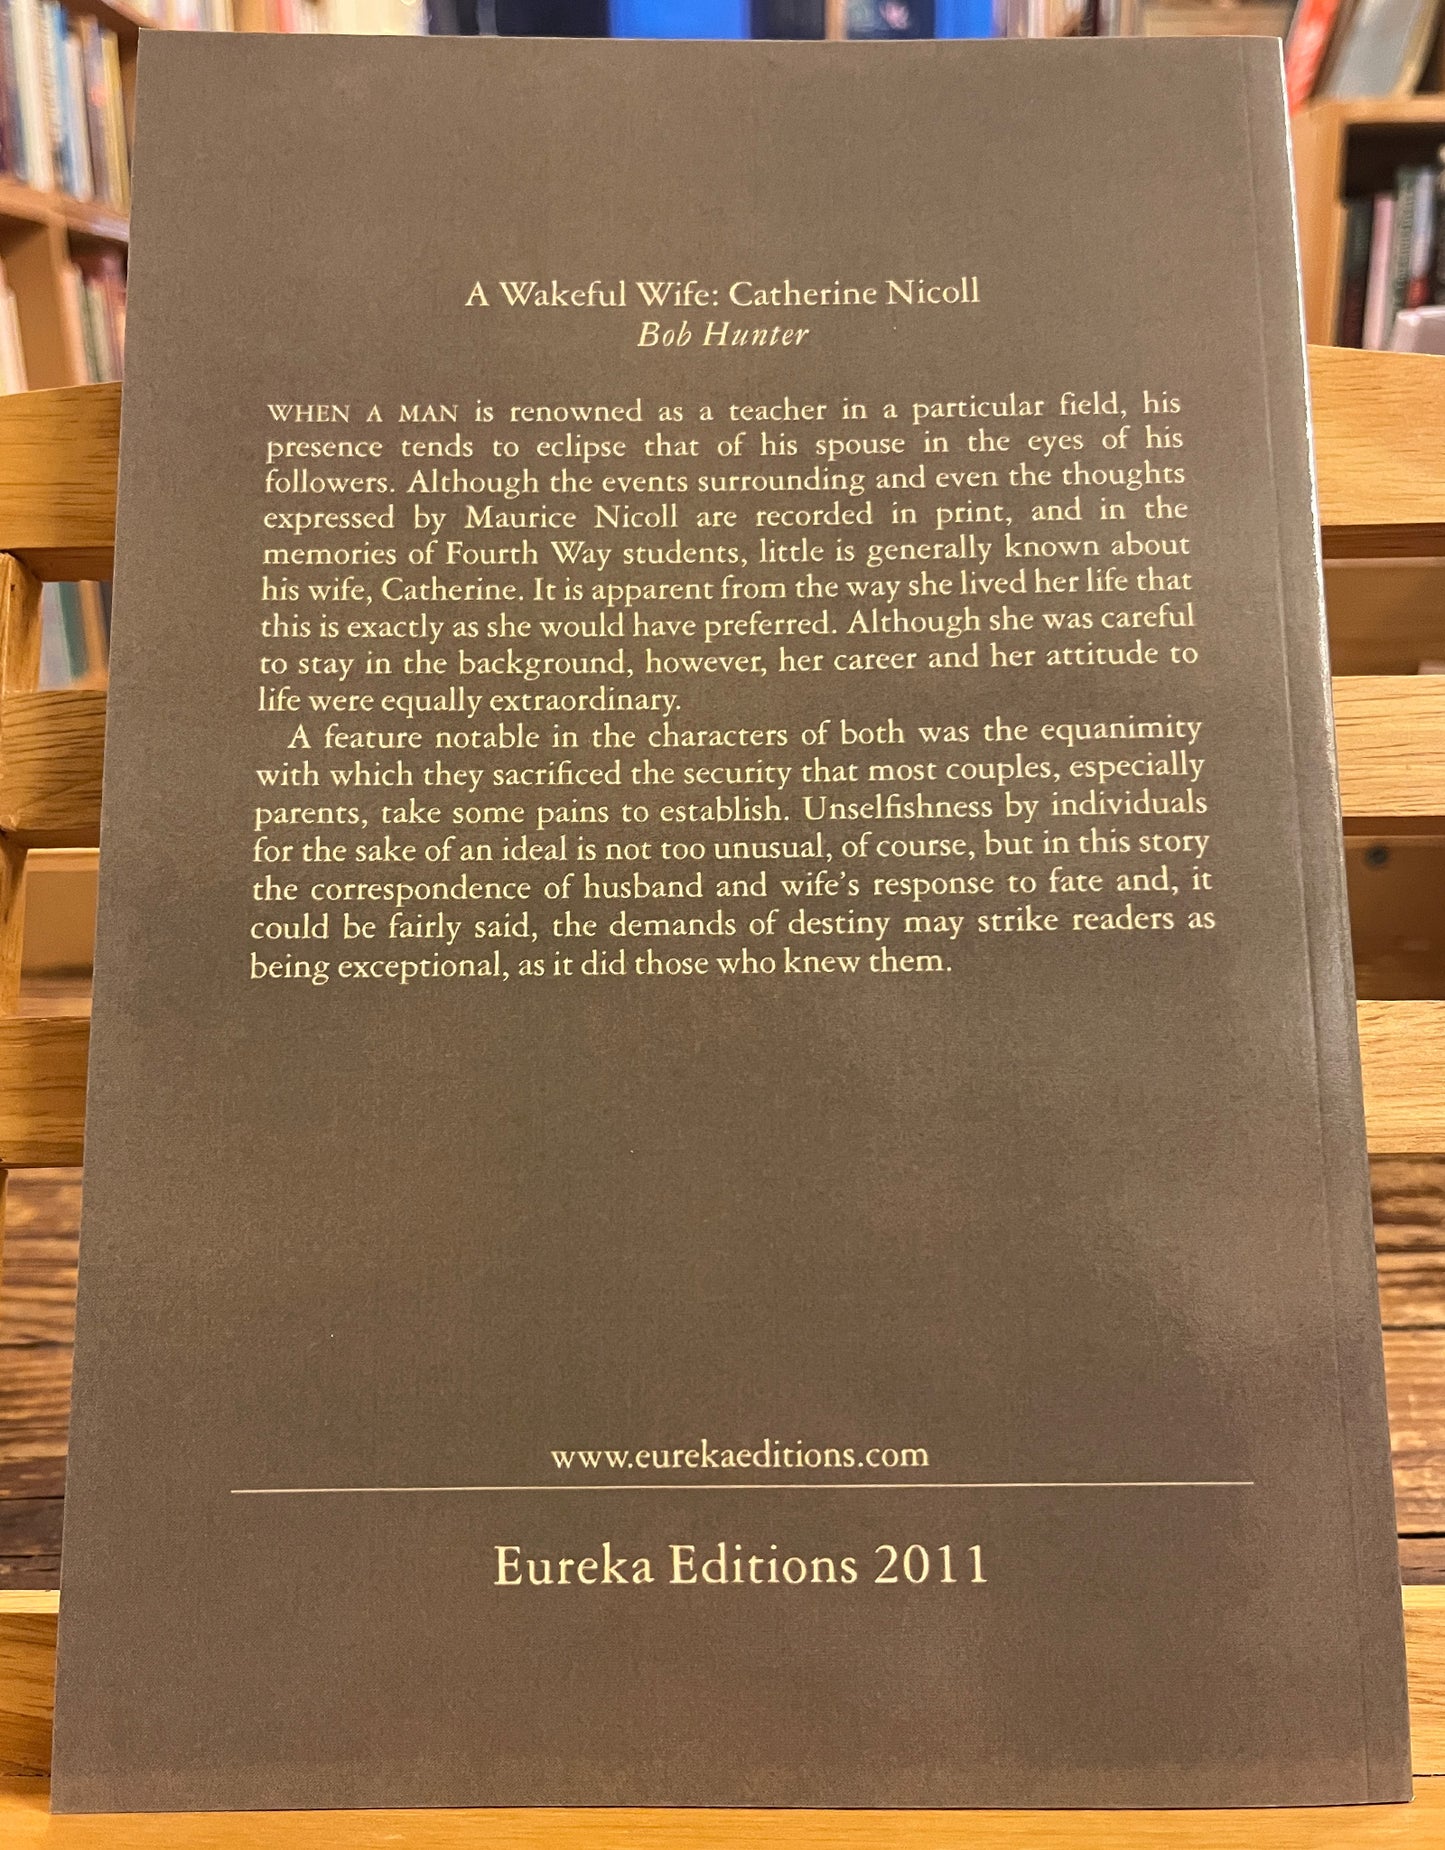 A Wakeful Wife: Catherine Nicoll
Bob Hunter
WHEN A MAN is renowned as a teacher in a particular field, his
presence tends to eclipse that of his spouse in the eyes of his
followers. Although the events surrounding and even the thoughts
expressed by Maurice Nicoll are recorded in print, and in the
memories of Fourth Way students, little is generally known about
his wife, Catherine. It is apparent from the way she lived her life that
this is exactly as she would have preferred. Although she was careful
to stay in the background, however, her career and her attitude to
life were equally extraordinary.
A feature notable in the characters of both was the equanimity
with which they sacrificed the security that most couples, especially
parents, take some pains to establish. Unselfishness by individuals
for the sake of an ideal is not too unusual, of course, but in this story
the correspondence of husband and wife's response to fate and, it
could be fairly said, the demands of destiny may strike readers as
being exceptional, as it did those who knew them.
www.eurekaeditions.com
Eureka Editions 2011